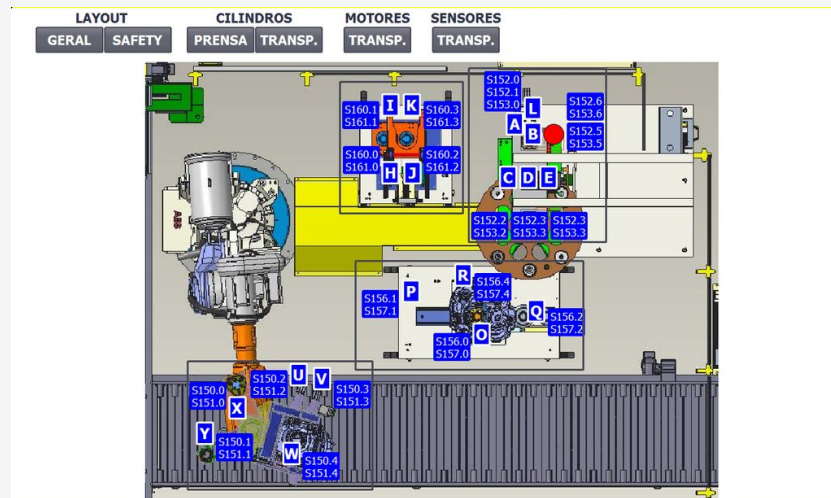 LAYOUT CILINDROS MOTORES SENSORES
GERAL SAFETY PRENSA TRANSP. TRANSP. TRANSP.
S152.0
S152.1
S153.0
S160.1
S161.1
I K
S160.3
S161.3
L
S152.6
S153.6
A
B
S152.5
S153.5
S160.0
S161.0
S160.2
S161.2
H J
C D E
ABB
S152.2
S153.2
S152.3
S153.3
S152.3
S153.3
R
P
S156.4
S157.4
S156.1
S157.1
Q
S156.2
S157.2
O
S156.0
S157.0
U V
S150.0
S151.0
S150.2
S151.2
S150.3
S151.3
X
Y
S150.1
S151.1
W
S150.4
S151.4